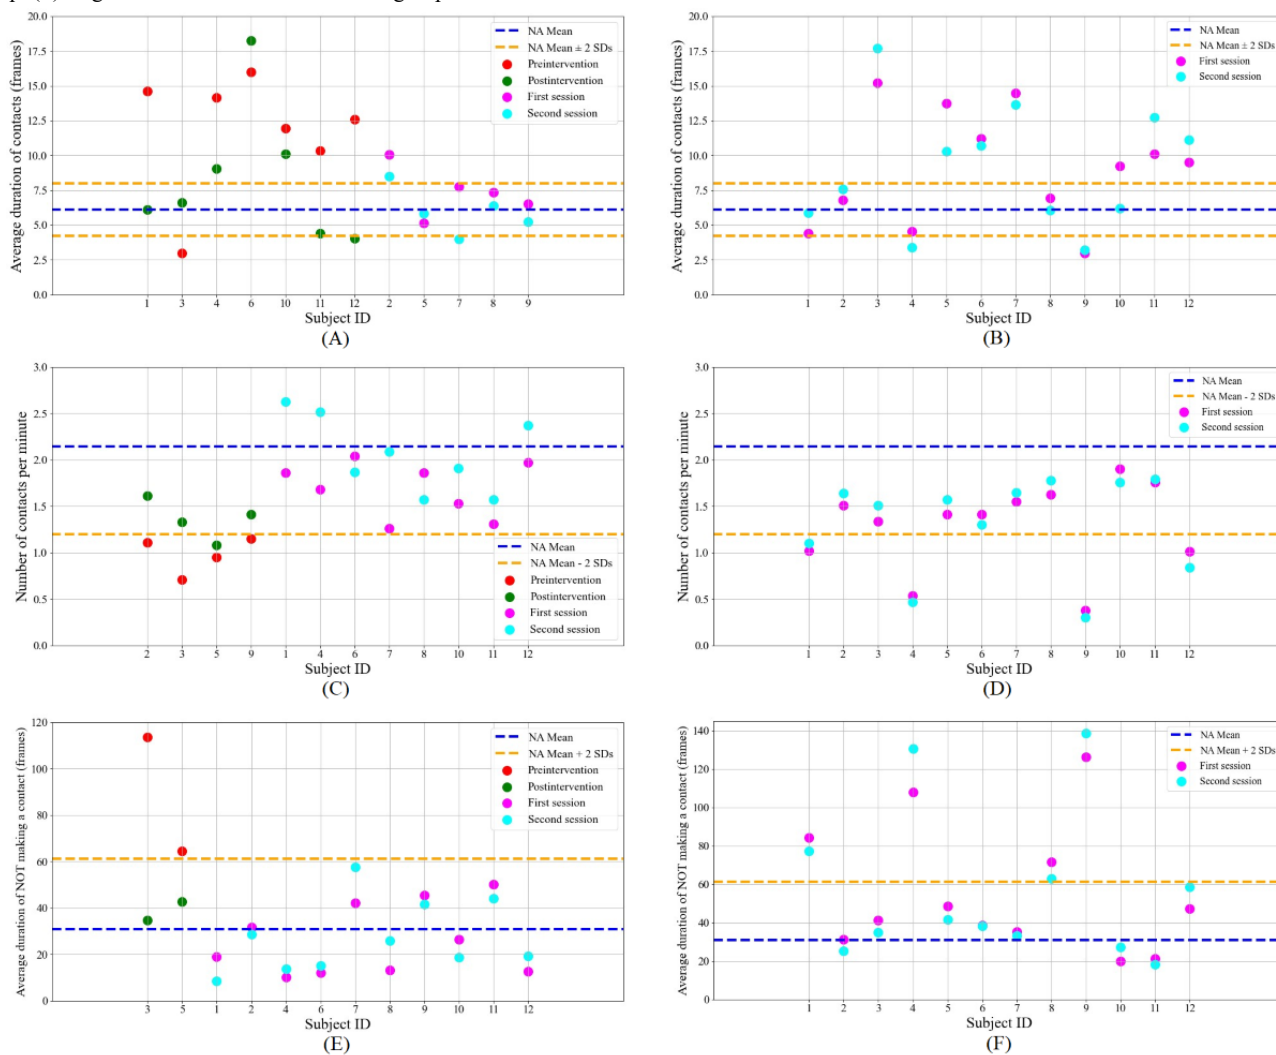 20.0
17.5
15.0
12.5
10.0
7.5
5.0
2.5
0.0
Average duration of contacts (frames)
NA Mean
NA Mean ± 2 SDs
Preintervention
Postintervention
First session
Second session
1 3 4 6 10 11 12 2 5 7 8 9
Subject ID
(A)
20.0
17.5
15.0
12.5
10.0
7.5
5.0
2.5
0.0
Average duration of contacts (frames)
NA Mean
NA Mean ± 2 SDs
First session
Second session
1 2 3 4 5 6 7 8 9 10 11 12
Subject ID
(B)
3.0
2.5
2.0
1.5
1.0
0.5
0.0
Number of contacts per minute
NA Mean
NA Mean - 2 SDs
Preintervention
Postintervention
First session
Second session
2 3 5 9 1 4 6 7 8 10 11 12
Subject ID
(C)
3.0
2.5
2.0
1.5
1.0
0.5
0.0
Number of contacts per minute
NA Mean
NA Mean - 2 SDs
First session
Second session
1 2 3 4 5 6 7 8 9 10 11 12
Subject ID
(D)
120
100
80
60
40
20
0
Average duration of NOT making a contact (frames)
NA Mean
NA Mean + 2 SDs
Preintervention
Postintervention
First session
Second session
3 5 1 2 4 6 7 8 9 10 11 12
Subject ID
(E)
140
120
100
80
60
40
20
0
Average duration of NOT making a contact (frames)
NA Mean
NA Mean + 2 SDs
First session
Second session
1 2 3 4 5 6 7 8 9 10 11 12
Subject ID
(F)